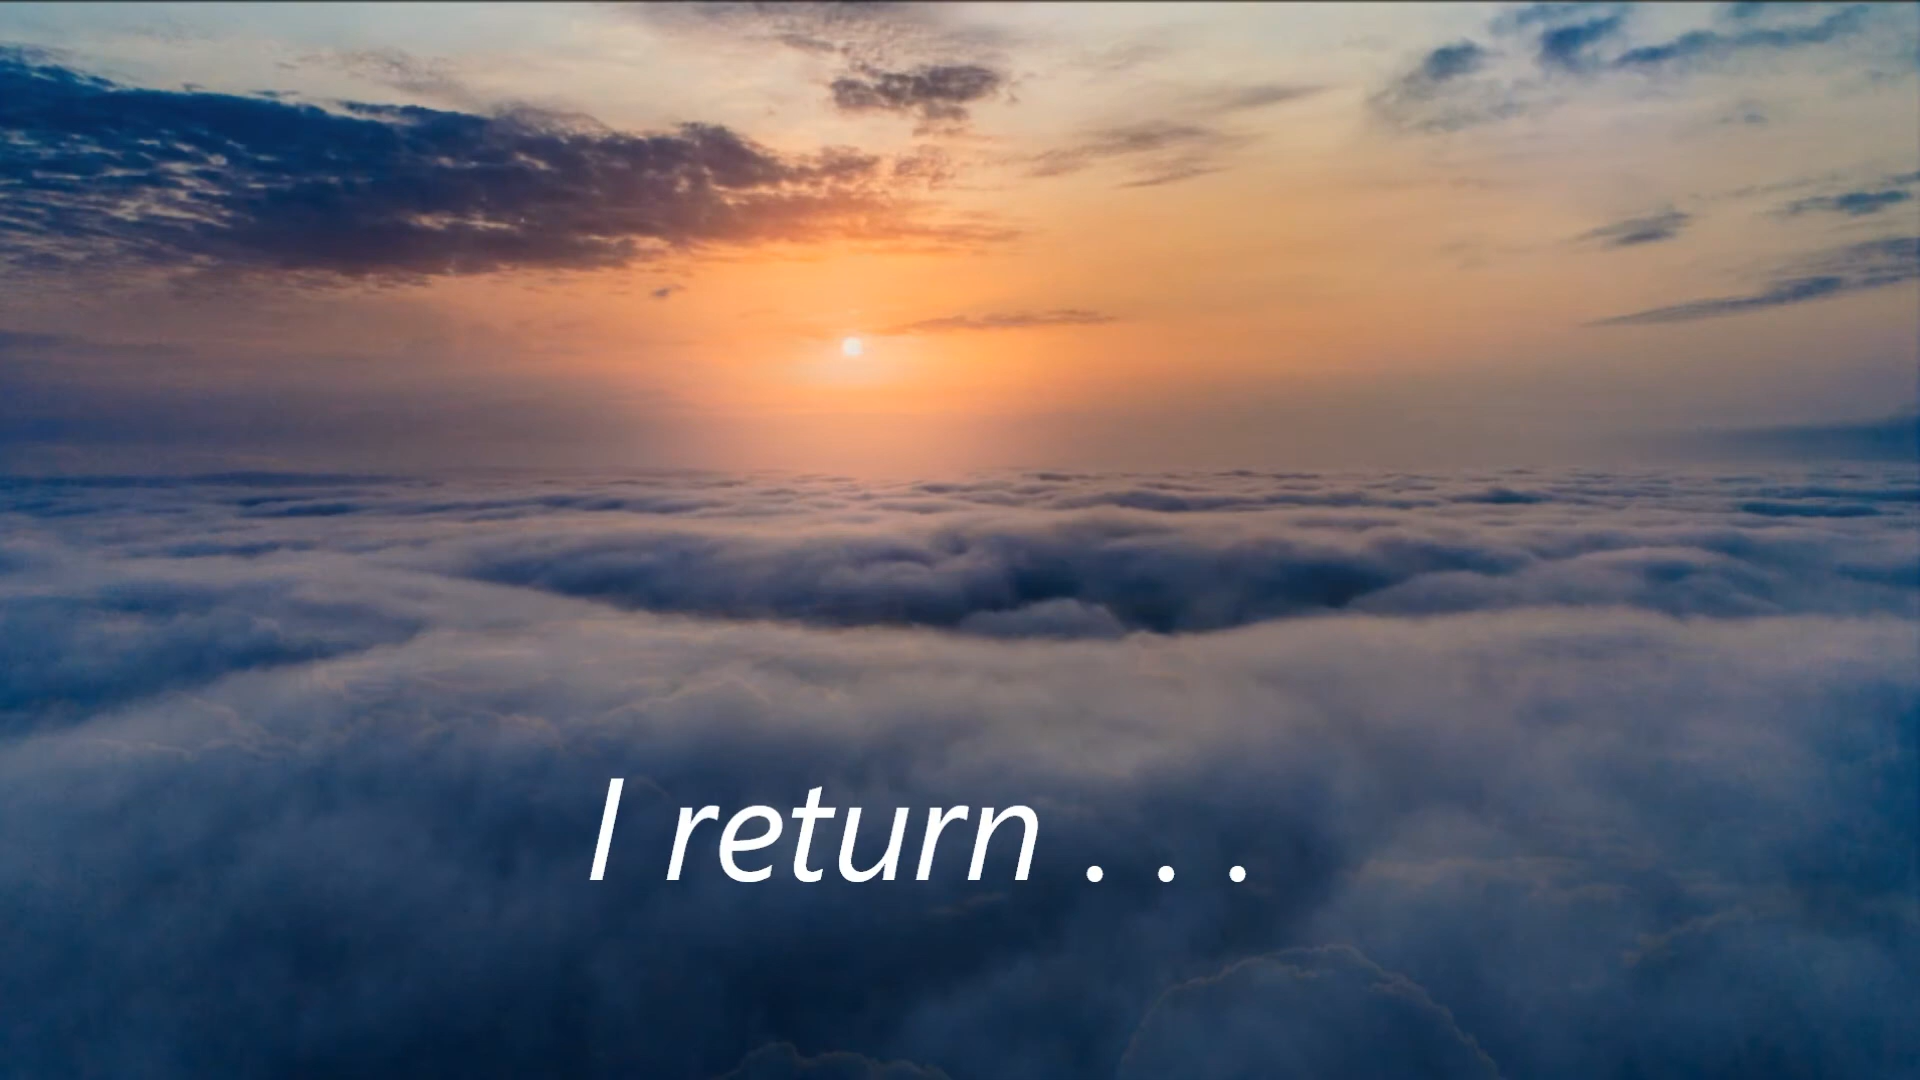 I return . . .